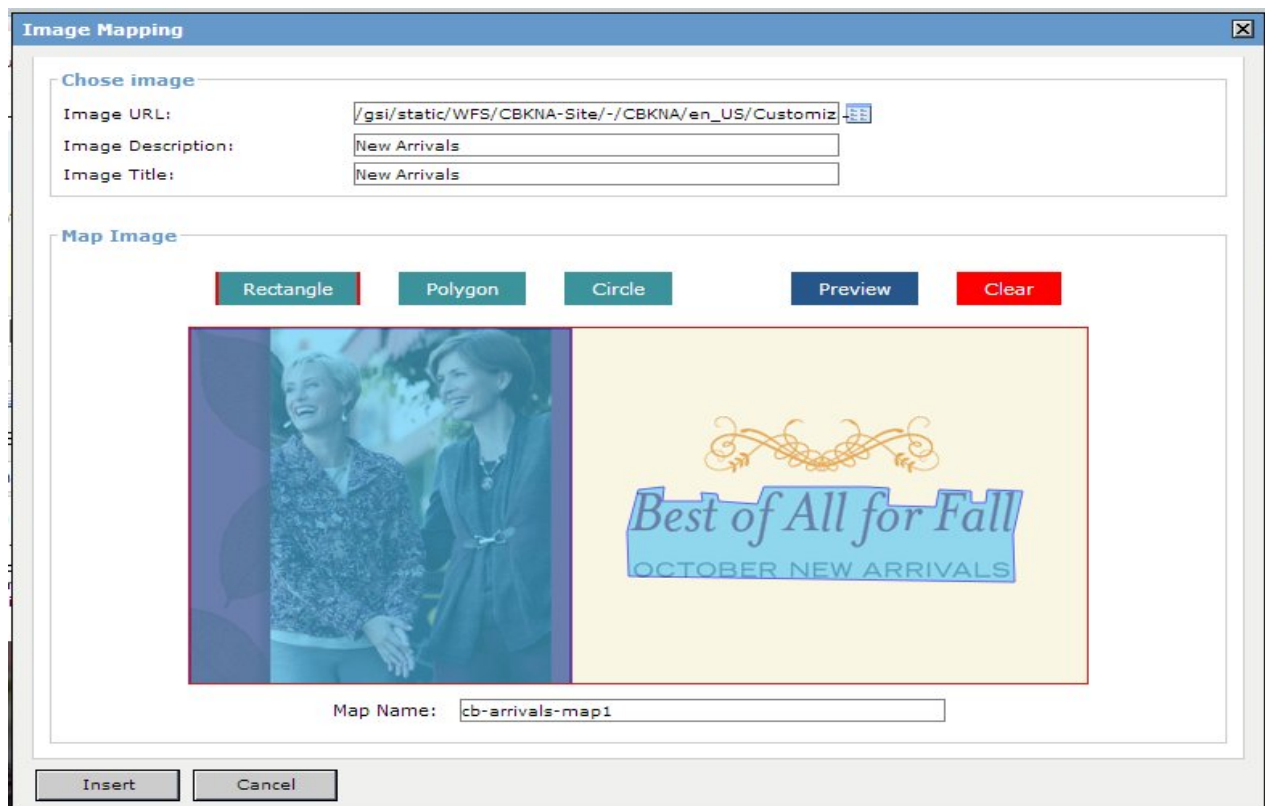 Image Mapping
Chose image
Image URL: /gsi/static/WFS/CBKNA-Site/-/CBKNA/en_US/Customiz
Image Description: New Arrivals
Image Title: New Arrivals
Map Image
Rectangle Polygon Circle Preview Clear
Best of All for Fall
OCTOBER NEW ARRIVALS
Map Name: cb-arrivals-map1
Insert Cancel